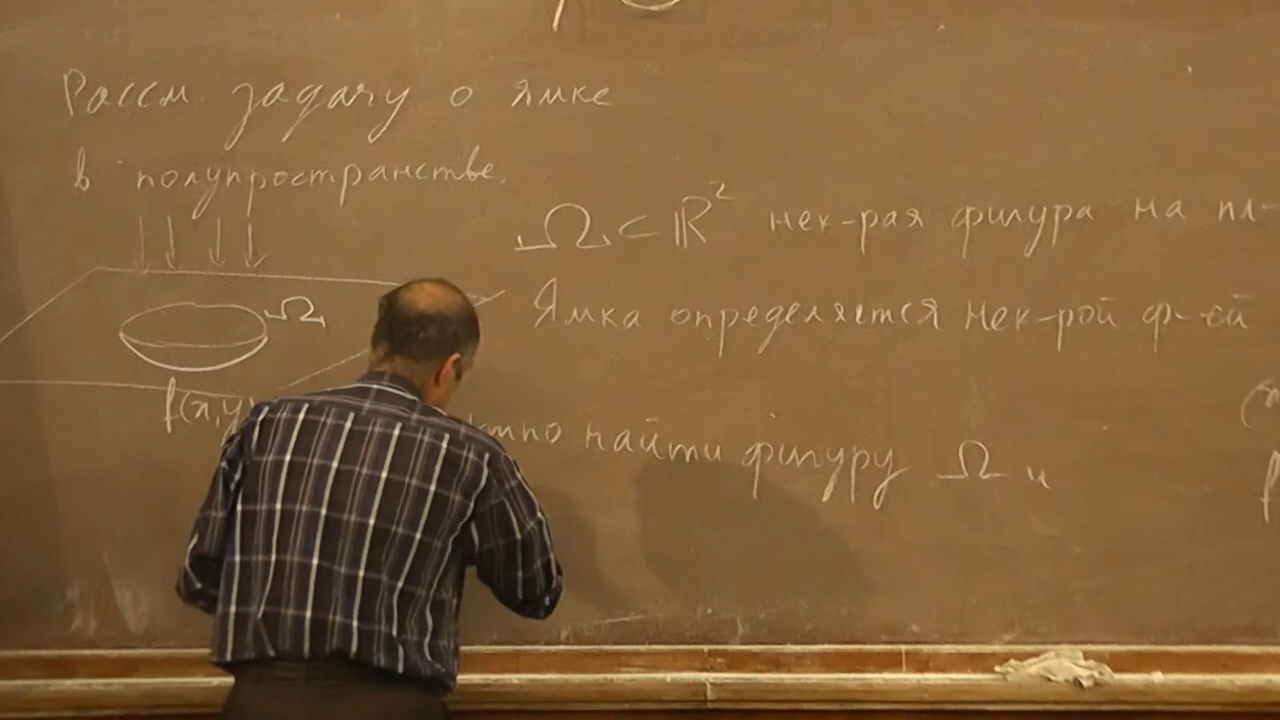 Рассм. задачу о ямке
в полупространстве.
Ω ⊂ ℝ² нек-рая фигура на пл-
Ω
Ямка определяется нек-рой ф-ей
f(x,y
найти фигуру Ω и